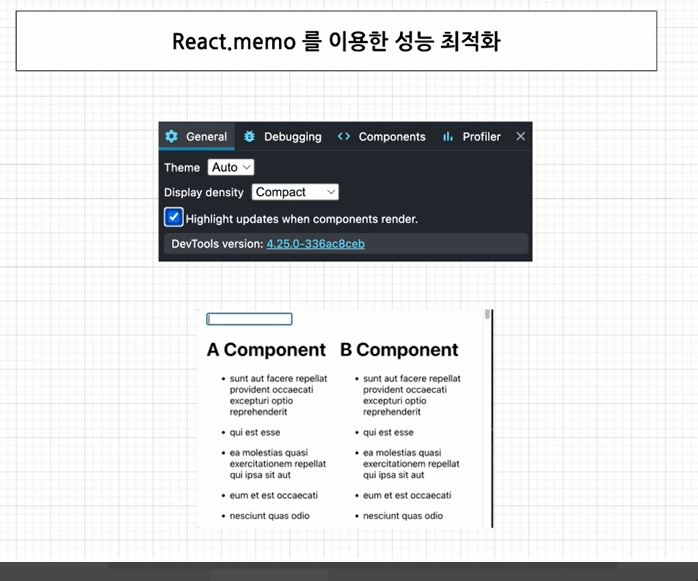 React.memo 를 이용한 성능 최적화
General Debugging Components Profiler
Theme Auto
Display density Compact
Highlight updates when components render.
DevTools version: 4.25.0-336ac8ceb
A Component
sunt aut facere repellat
provident occaecati
excepturi optio
reprehenderit
qui est esse
ea molestias quasi
exercitationem repellat
qui ipsa sit aut
eum et est occaecati
nesciunt quas odio
B Component
sunt aut facere repellat
provident occaecati
excepturi optio
reprehenderit
qui est esse
ea molestias quasi
exercitationem repellat
qui ipsa sit aut
eum et est occaecati
nesciunt quas odio